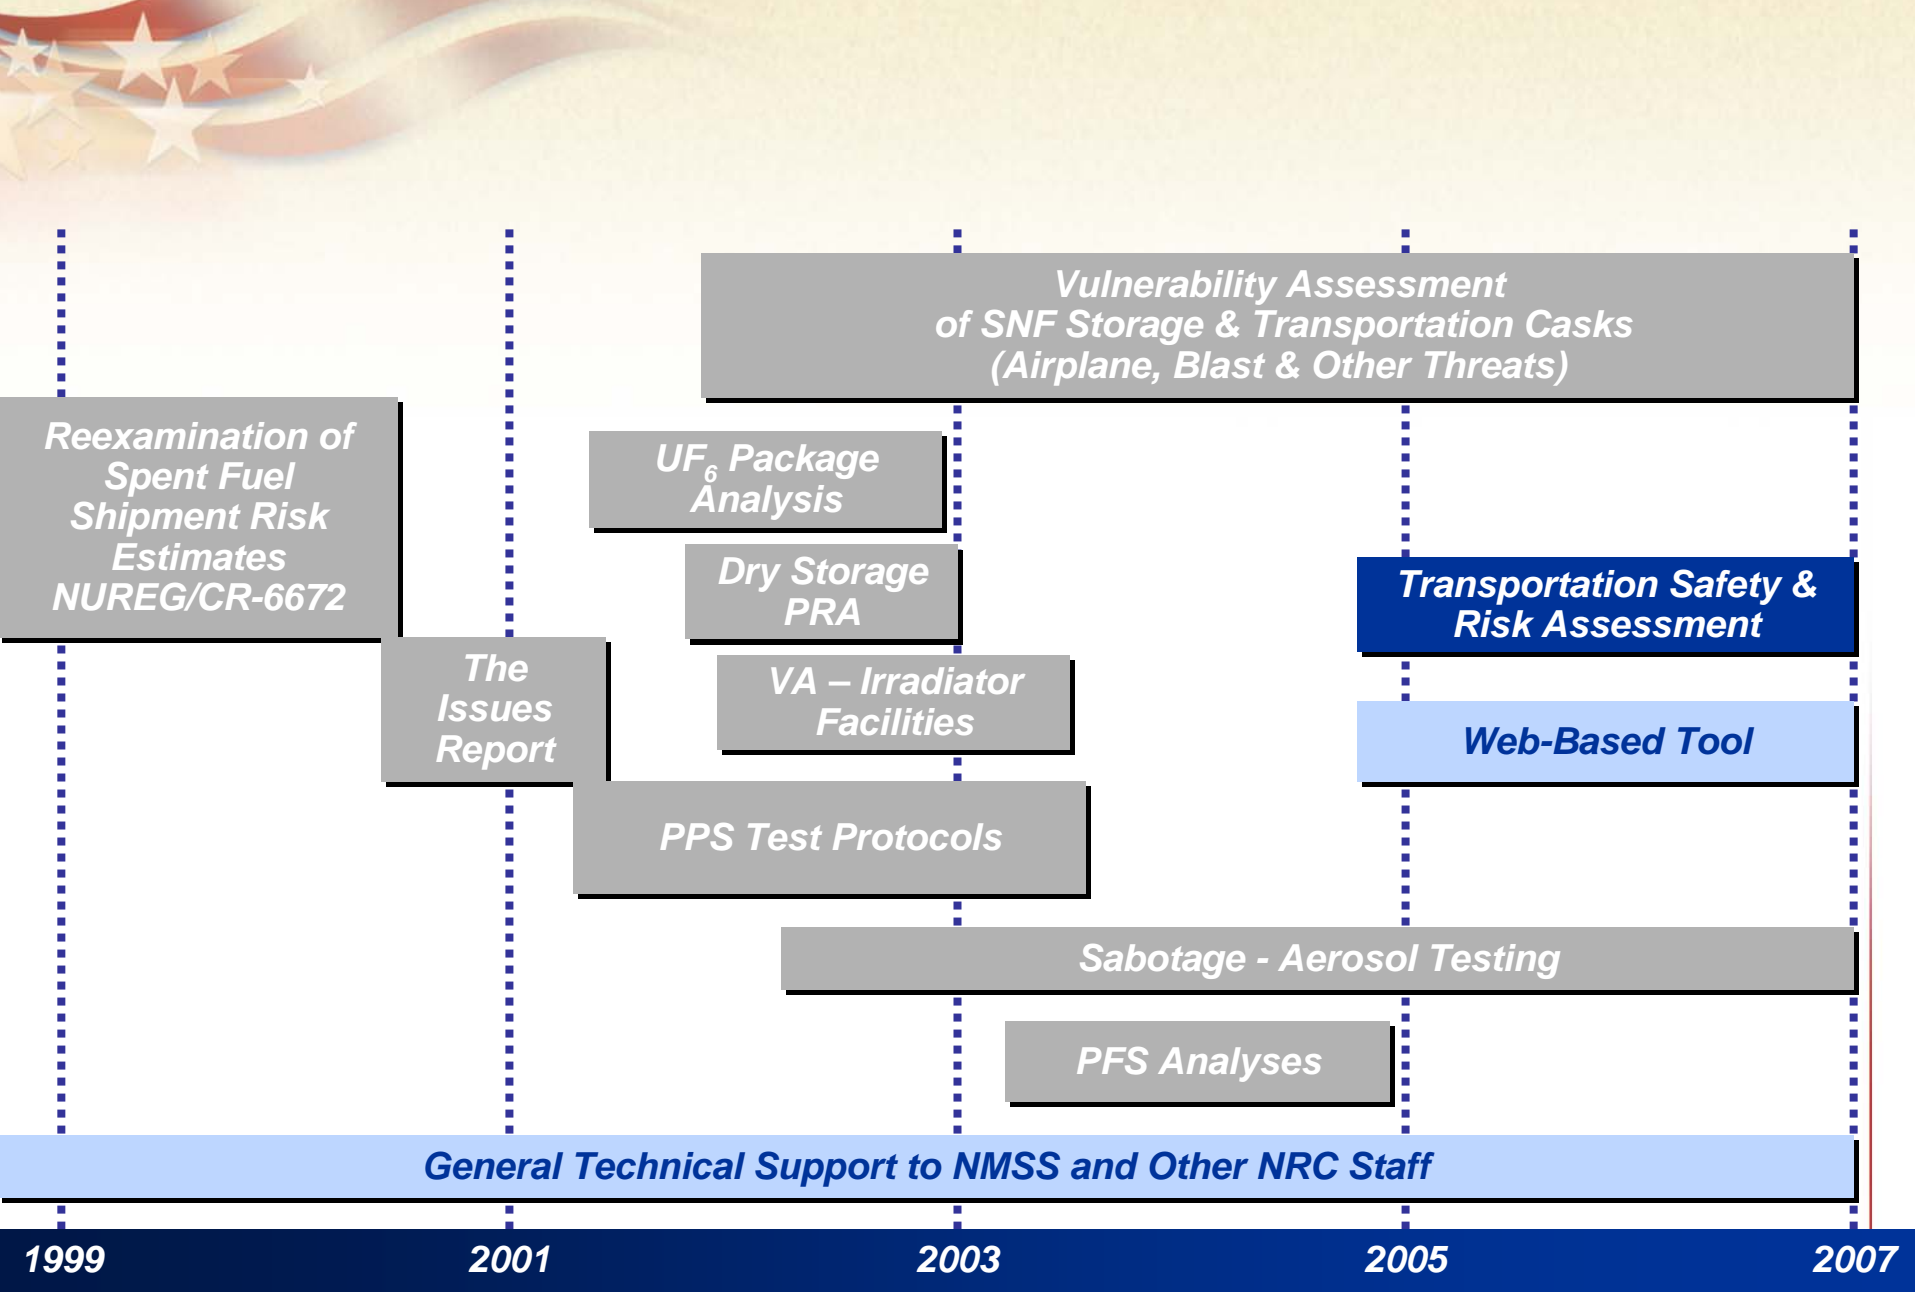 Vulnerability Assessment
of SNF Storage & Transportation Casks
(Airplane, Blast & Other Threats)
Reexamination of
Spent Fuel
Shipment Risk
Estimates
NUREG/CR-6672
UF₆ Package
Analysis
Dry Storage
PRA
Transportation Safety &
Risk Assessment
The
Issues
Report
VA – Irradiator
Facilities
Web-Based Tool
PPS Test Protocols
Sabotage - Aerosol Testing
PFS Analyses
General Technical Support to NMSS and Other NRC Staff
1999 2001 2003 2005 2007